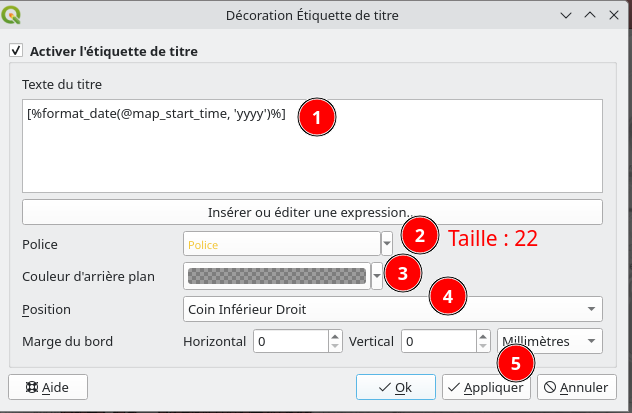 Décoration Étiquette de titre
Activer l'étiquette de titre
Texte du titre
[%format_date(@map_start_time, 'yyyy')%]
1
Insérer ou éditer une expression...
Police
Police
2
Taille : 22
Couleur d'arrière plan
3
4
Position
Coin Inférieur Droit
Marge du bord
Horizontal
0
Vertical
0
Millimètres
5
Aide
Ok
Appliquer
Annuler